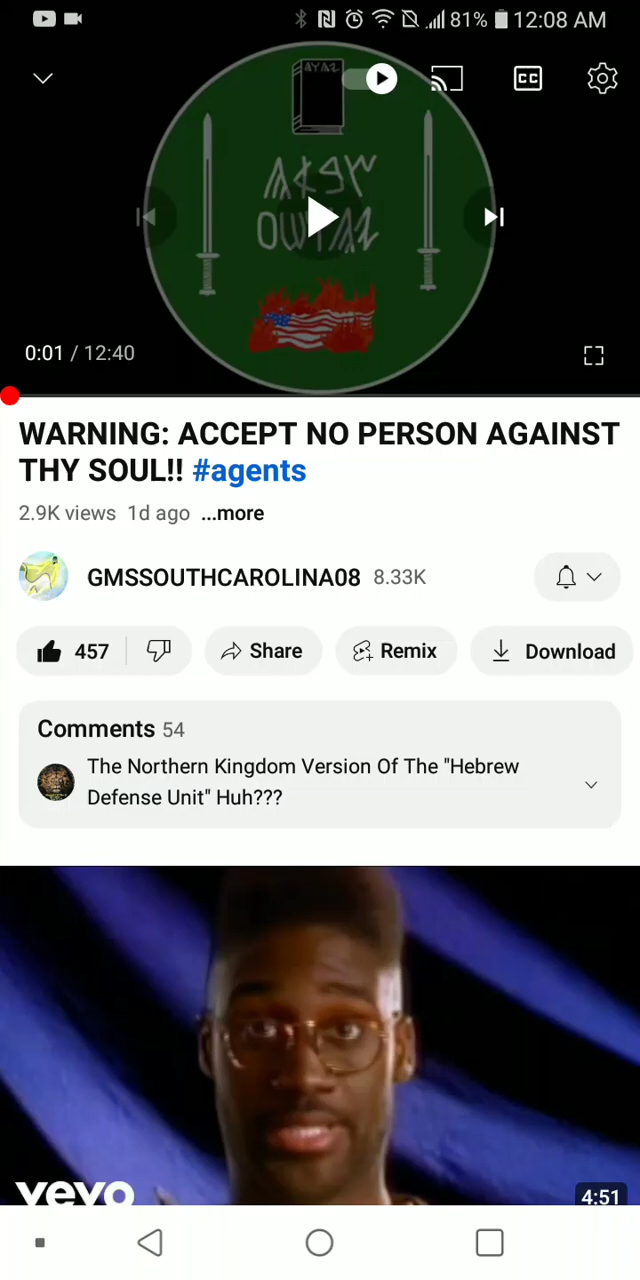 81% 12:08 AM
CC
0:01 / 12:40
WARNING: ACCEPT NO PERSON AGAINST
THY SOUL!! #agents
2.9K views 1d ago ...more
GMSSOUTHCAROLINA08 8.33K
457 Share Remix Download
Comments 54
The Northern Kingdom Version Of The "Hebrew
Defense Unit" Huh???
vevo 4:51